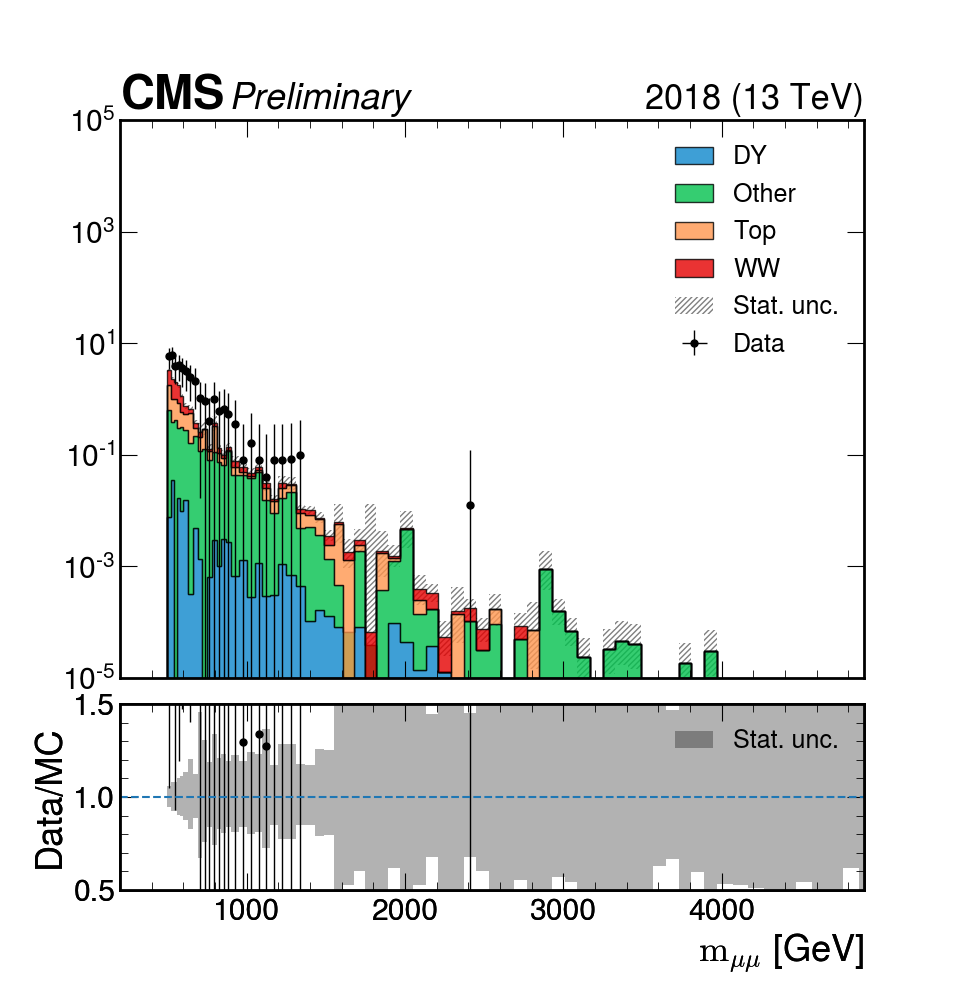 CMS Preliminary 2018 (13 TeV)
10^5
10^3
10^1
10^-1
10^-3
10^-5
DY
Other
Top
WW
Stat. unc.
Data
1.5
1.0
0.5
Data/MC
Stat. unc.
1000 2000 3000 4000
m_μμ [GeV]